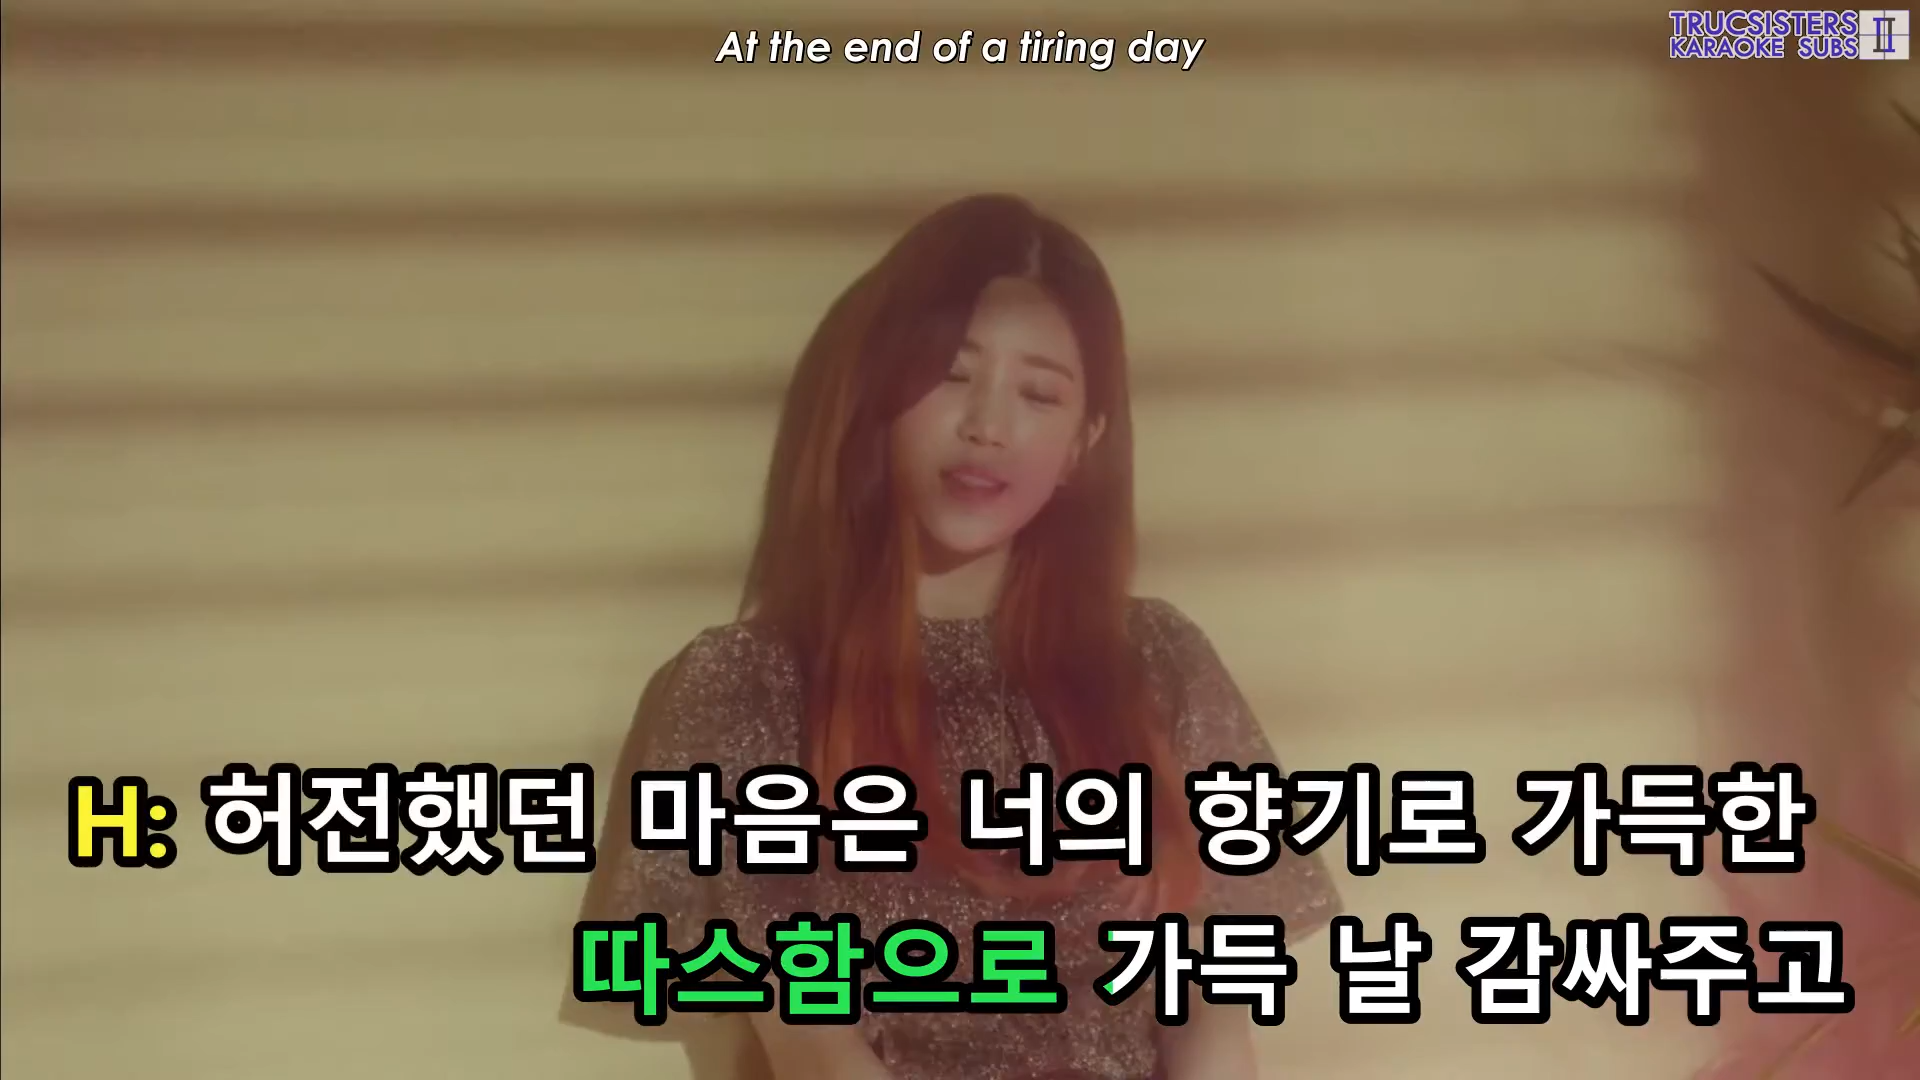 At the end of a tiring day
TRUCSISTERS
KARAOKE SUBS II
H: 허전했던 마음은 너의 향기로 가득한
따스함으로 가득 날 감싸주고